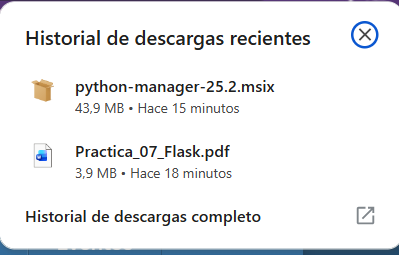 Historial de descargas recientes
python-manager-25.2.msix
43,9 MB • Hace 15 minutos
Practica_07_Flask.pdf
3,9 MB • Hace 18 minutos
Historial de descargas completo